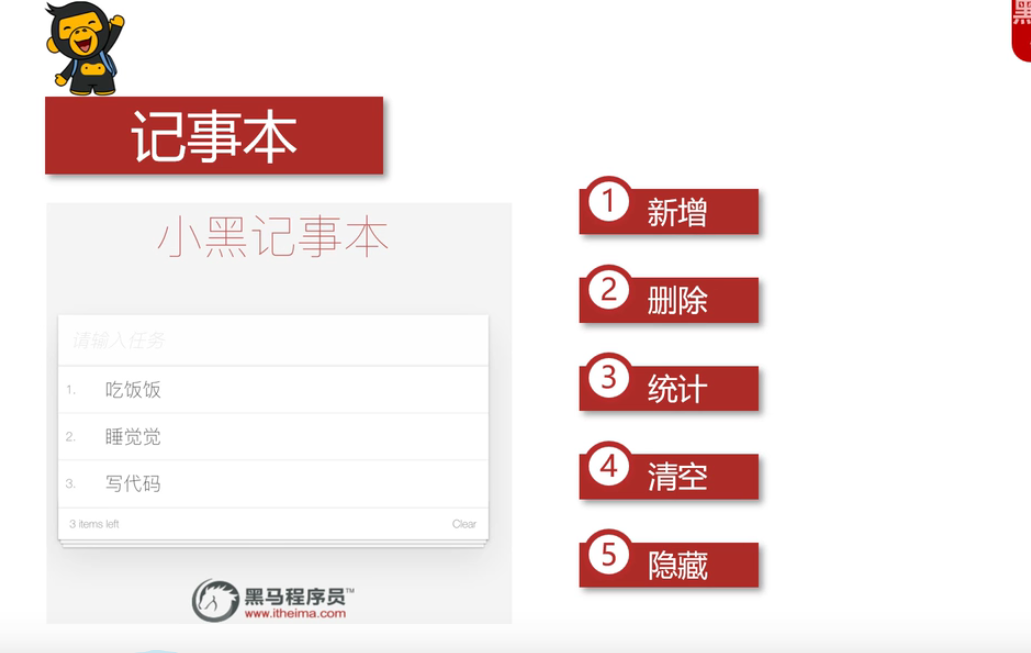 黑
记事本
小黑记事本
请输入任务
1. 吃饭饭
2. 睡觉觉
3. 写代码
3 items left Clear
黑马程序员™
www.itheima.com
1 新增
2 删除
3 统计
4 清空
5 隐藏